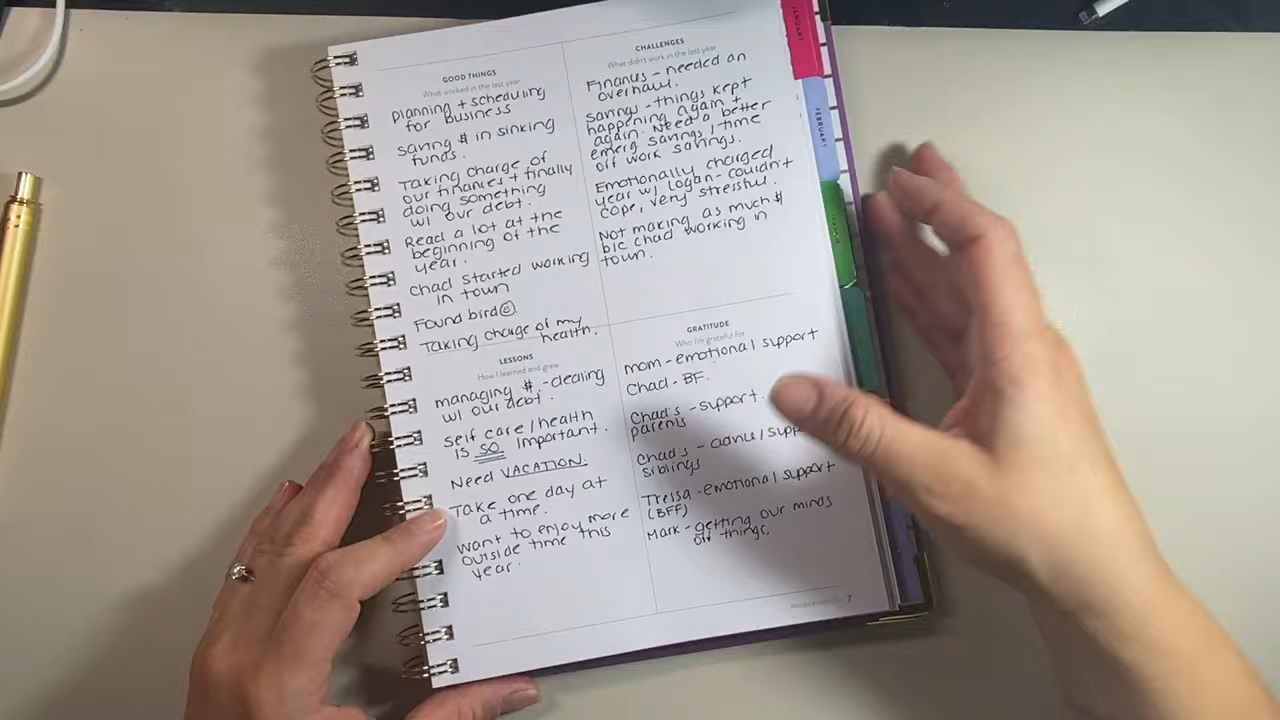 GOOD THINGS
What worked in the last year
planning + scheduling
for business
saving $ in sinking
funds.
Taking charge of
our finances + finally
doing something
w/ our debt.
Read a lot at the
beginning of the
year.
Chad started working
in town
Found bird
Taking charge of my
health.
CHALLENGES
What didn't work in the last year
Finances - needed an
overhaul.
savings - things kept
happening again +
again. Need a better
emerg savings / time
off work savings.
Emotionally charged
year w/ Logan - couldn't
cope, very stressful.
Not making as much $
b/c chad working in
town.
LESSONS
How I learned and grew
managing $ - dealing
w/ our debt.
self care / health
is SO important.
Need VACATION.
Take one day at
a time.
want to enjoy more
outside time this
year.
GRATITUDE
Who I'm grateful for
mom - emotional support
Chad - BF.
Chad's - support.
parents
Chad's - / supp
siblings
Tressa - emotional support
(BFF)
Mark - getting our minds
off things.
7
JANUARY
FEBRUARY